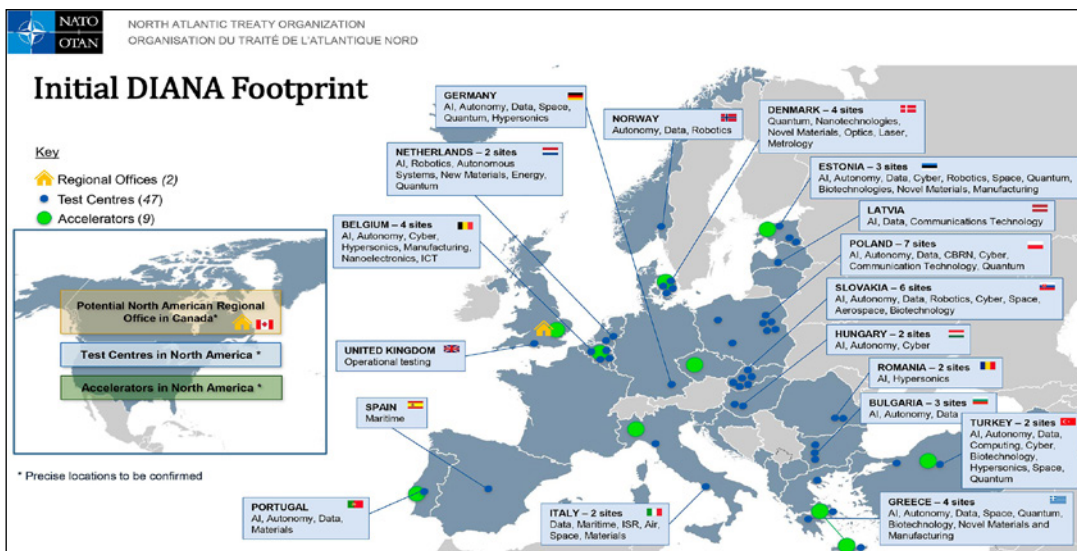 NATO
OTAN
NORTH ATLANTIC TREATY ORGANIZATION
ORGANISATION DU TRAITÉ DE L'ATLANTIQUE NORD
Initial DIANA Footprint
Key
Regional Offices (2)
Test Centres (47)
Accelerators (9)
Potential North American Regional
Office in Canada*
Test Centres in North America *
Accelerators in North America *
* Precise locations to be confirmed
GERMANY
AI, Autonomy, Data, Space,
Quantum, Hypersonics
NORWAY
Autonomy, Data, Robotics
DENMARK – 4 sites
Quantum, Nanotechnologies,
Novel Materials, Optics, Laser,
Metrology
NETHERLANDS – 2 sites
AI, Robotics, Autonomous
Systems, New Materials, Energy,
Quantum
ESTONIA – 3 sites
AI, Autonomy, Data, Cyber, Robotics, Space, Quantum,
Biotechnologies, Novel Materials, Manufacturing
BELGIUM – 4 sites
AI, Autonomy, Cyber,
Hypersonics, Manufacturing,
Nanoelectronics, ICT
LATVIA
AI, Data, Communications Technology
POLAND – 7 sites
AI, Autonomy, Data, CBRN, Cyber,
Communication Technology, Quantum
SLOVAKIA – 6 sites
AI, Autonomy, Data, Robotics, Cyber, Space,
Aerospace, Biotechnology
HUNGARY – 2 sites
AI, Autonomy, Cyber
UNITED KINGDOM
Operational testing
ROMANIA – 2 sites
AI, Hypersonics
BULGARIA – 3 sites
AI, Autonomy, Data
SPAIN
Maritime
TURKEY – 2 sites
AI, Autonomy, Data,
Computing, Cyber,
Biotechnology,
Hypersonics, Space,
Quantum
PORTUGAL
AI, Autonomy, Data,
Materials
ITALY – 2 sites
Data, Maritime, ISR, Air,
Space, Materials
GREECE – 4 sites
AI, Autonomy, Data, Space, Quantum,
Biotechnology, Novel Materials and
Manufacturing